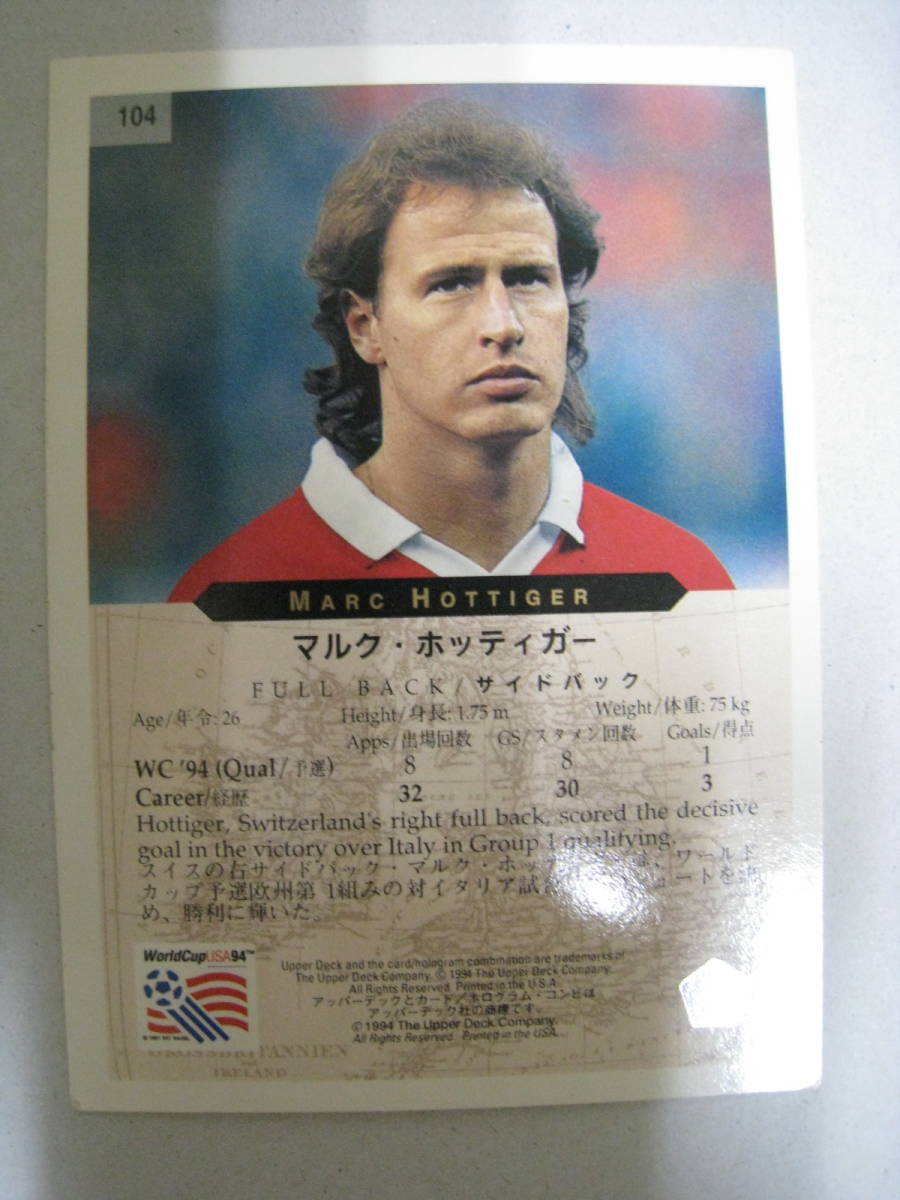 104
MARC HOTTIGER
マルク・ホッティガー
FULL BACK/サイドバック
Age/年令: 26 Height/身長: 1.75 m Weight/体重: 75 kg
Apps/出場回数 GS/スタメン回数 Goals/得点
WC '94 (Qual/予選) 8 8 1
Career/経歴 32 30 3
Hottiger, Switzerland's right full back, scored the decisive
goal in the victory over Italy in Group 1 qualifying.
スイスの右サイドバック・マルク・ホッ ワールド
カップ予選欧州第1組みの対イタリア試 ートを
め、勝利に輝いた。
WorldCupUSA94™
Upper Deck and the card/hologram combination are trademarks of
The Upper Deck Company. © 1994 The Upper Deck Company.
All Rights Reserved. Printed in the U.S.A.
アッパーデックとカード/ホログラム・コンビは
アッパーデック社の商標です。
© 1994 The Upper Deck Company.
All Rights Reserved. Printed in the USA.
TANNIEN
IRELAND